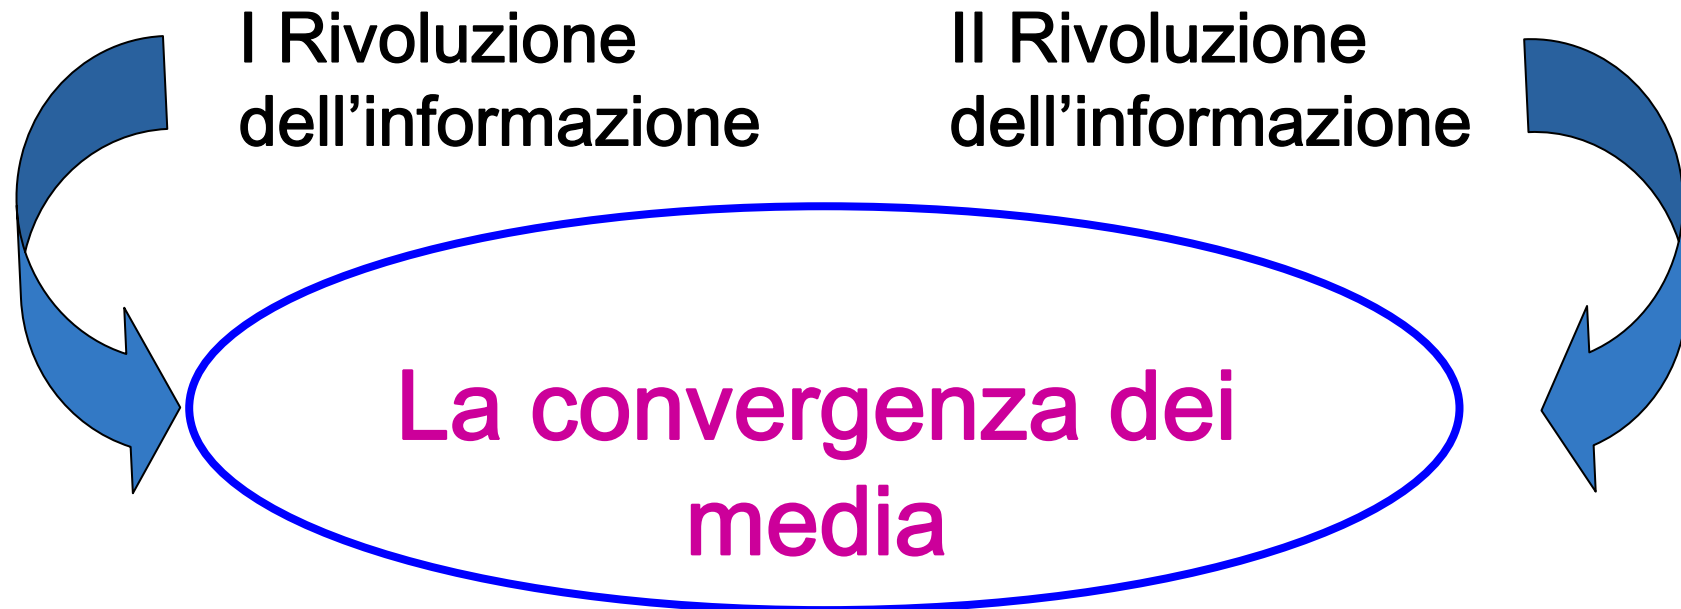 I Rivoluzione
dell’informazione
II Rivoluzione
dell’informazione
La convergenza dei
media